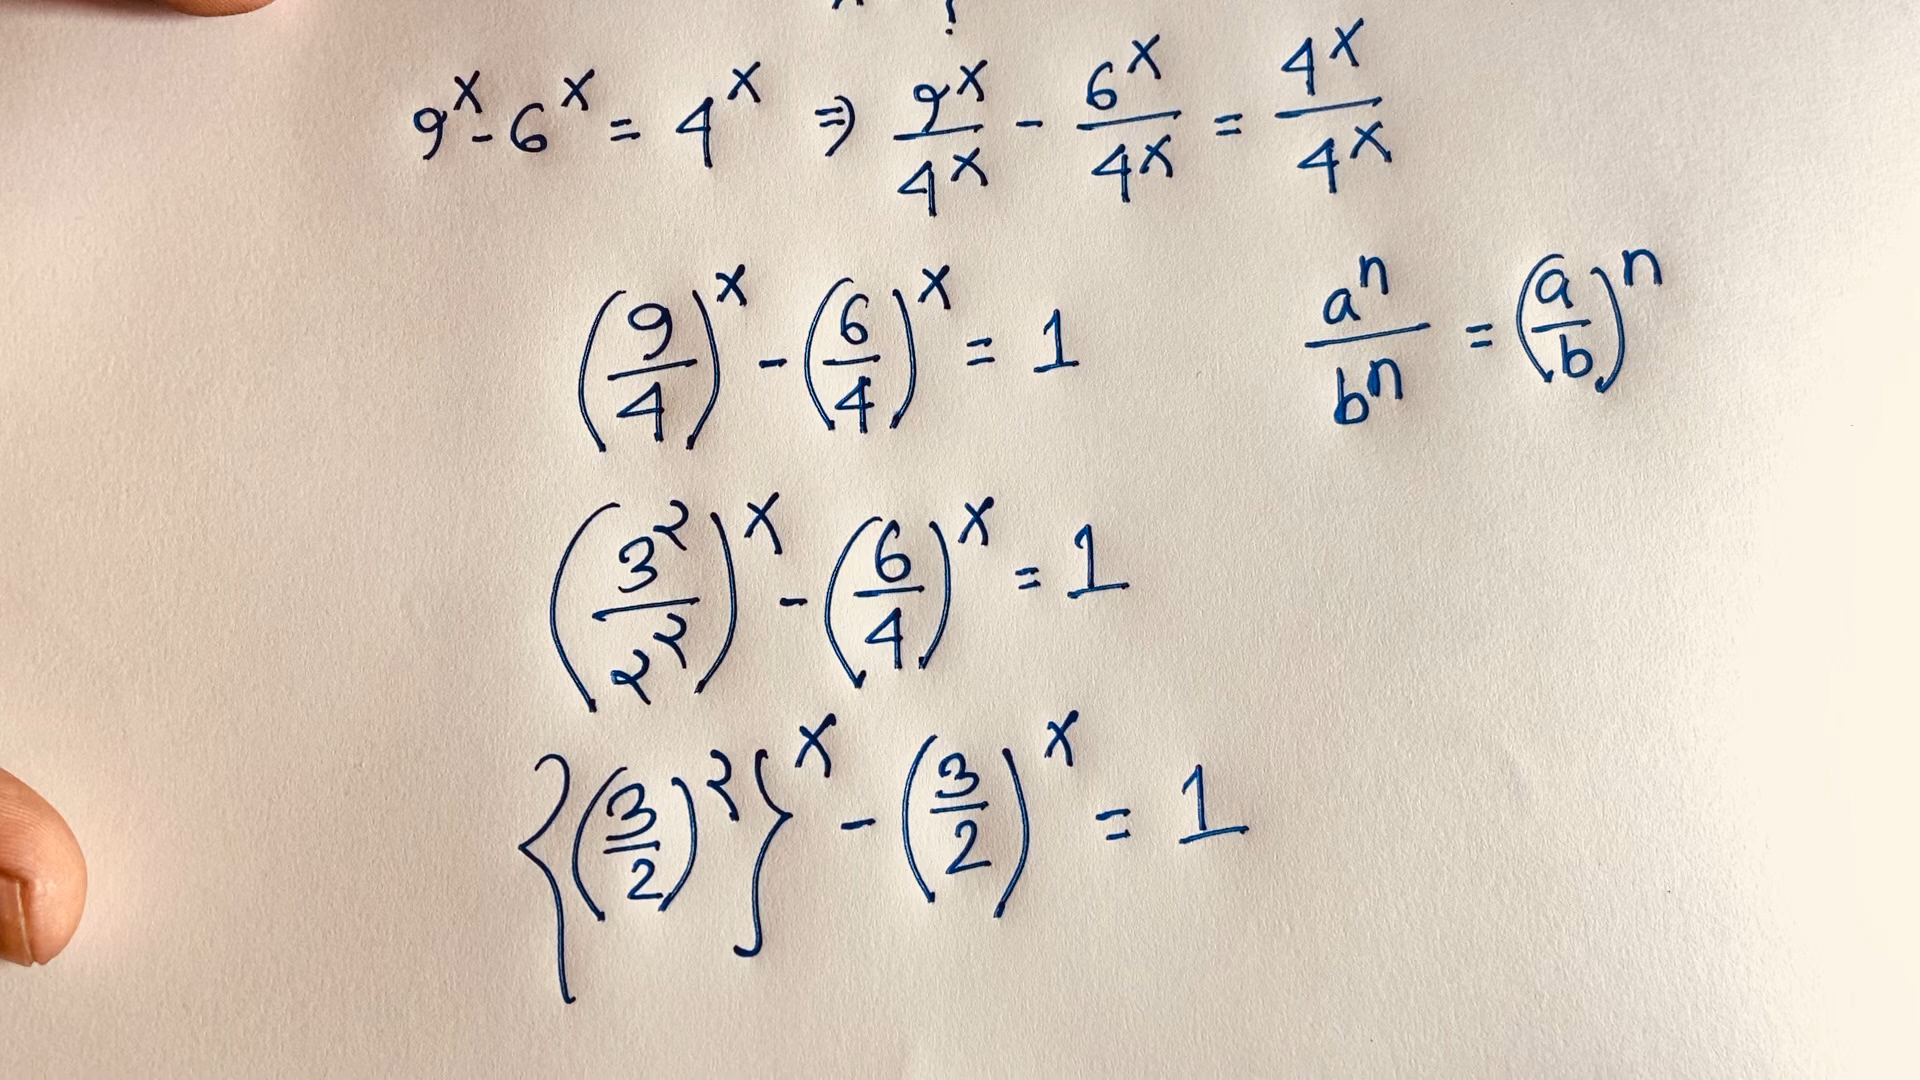 ?
9^x - 6^x = 4^x ⇒ 9^x/4^x - 6^x/4^x = 4^x/4^x
(9/4)^x - (6/4)^x = 1
a^n/b^n = (a/b)^n
(3^2/2^2)^x - (6/4)^x = 1
{(3/2)^2}^x - (3/2)^x = 1